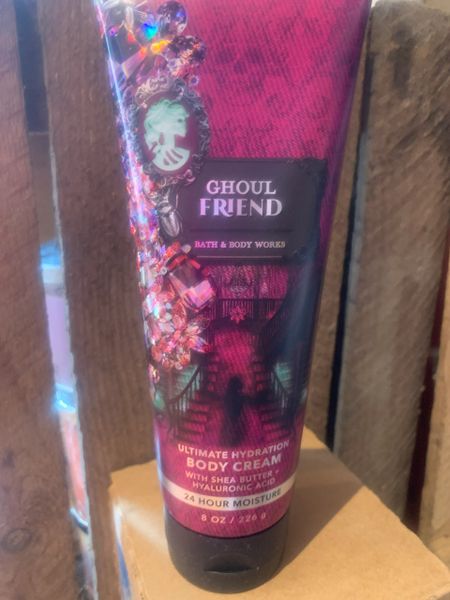 GHOUL
FRIEND
BATH & BODY WORKS
ULTIMATE HYDRATION
BODY CREAM
WITH SHEA BUTTER +
HYALURONIC ACID
24 HOUR MOISTURE
8 OZ / 226 g